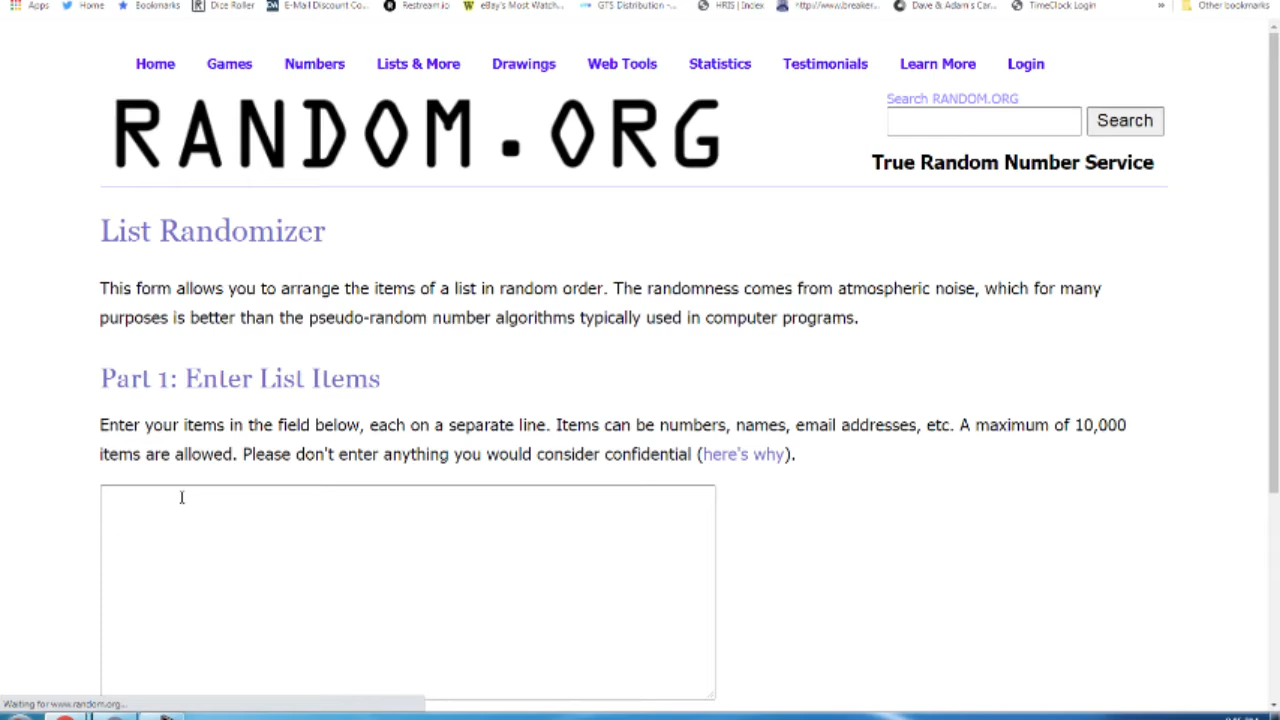 Apps Home Bookmarks Dice Roller E-Mail Discount Co... Restream.io eBay's Most Watch... GTS Distribution -... HRIS | Index http://www.breaker... Dave & Adam's Car... TimeClock Login » Other bookmarks
Home Games Numbers Lists & More Drawings Web Tools Statistics Testimonials Learn More Login
RANDOM.ORG
Search RANDOM.ORG
Search
True Random Number Service
List Randomizer
This form allows you to arrange the items of a list in random order. The randomness comes from atmospheric noise, which for many
purposes is better than the pseudo-random number algorithms typically used in computer programs.
Part 1: Enter List Items
Enter your items in the field below, each on a separate line. Items can be numbers, names, email addresses, etc. A maximum of 10,000
items are allowed. Please don't enter anything you would consider confidential (here's why).
Waiting for www.random.org...